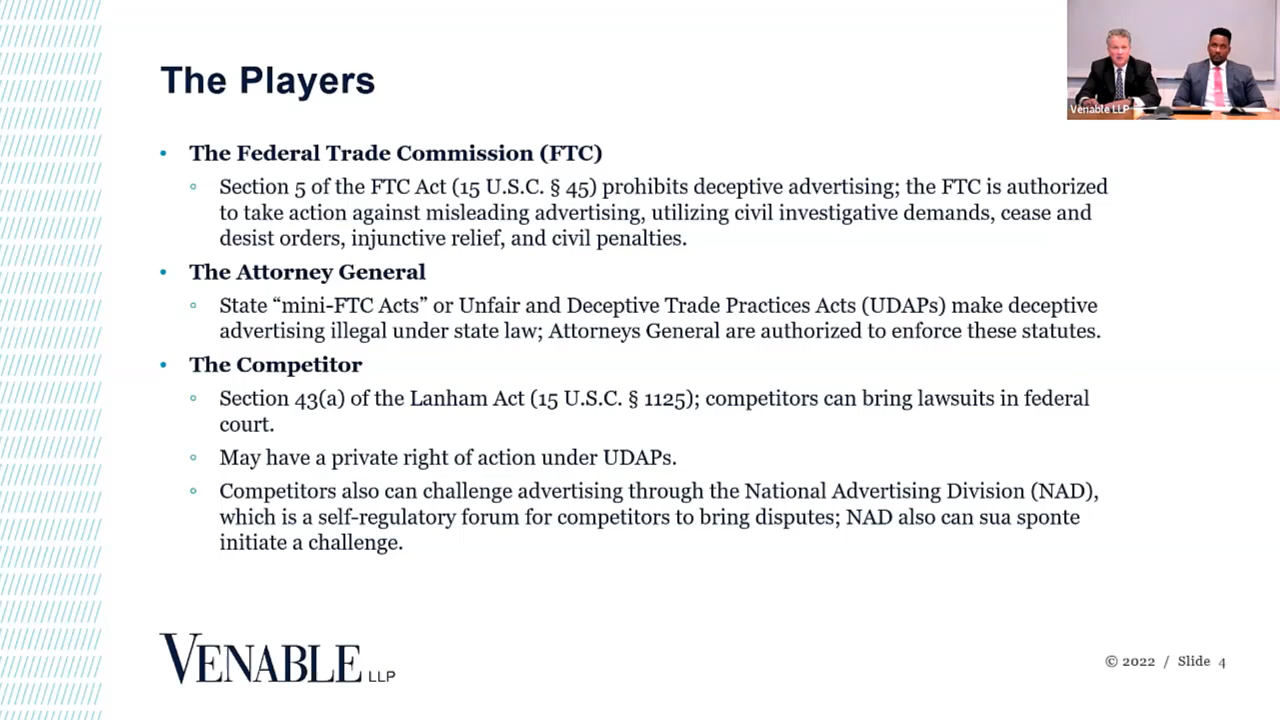 The Players
Venable LLP
• The Federal Trade Commission (FTC)
◦ Section 5 of the FTC Act (15 U.S.C. § 45) prohibits deceptive advertising; the FTC is authorized
to take action against misleading advertising, utilizing civil investigative demands, cease and
desist orders, injunctive relief, and civil penalties.
• The Attorney General
◦ State “mini-FTC Acts” or Unfair and Deceptive Trade Practices Acts (UDAPs) make deceptive
advertising illegal under state law; Attorneys General are authorized to enforce these statutes.
• The Competitor
◦ Section 43(a) of the Lanham Act (15 U.S.C. § 1125); competitors can bring lawsuits in federal
court.
◦ May have a private right of action under UDAPs.
◦ Competitors also can challenge advertising through the National Advertising Division (NAD),
which is a self-regulatory forum for competitors to bring disputes; NAD also can sua sponte
initiate a challenge.
VENABLE LLP
© 2022 / Slide 4